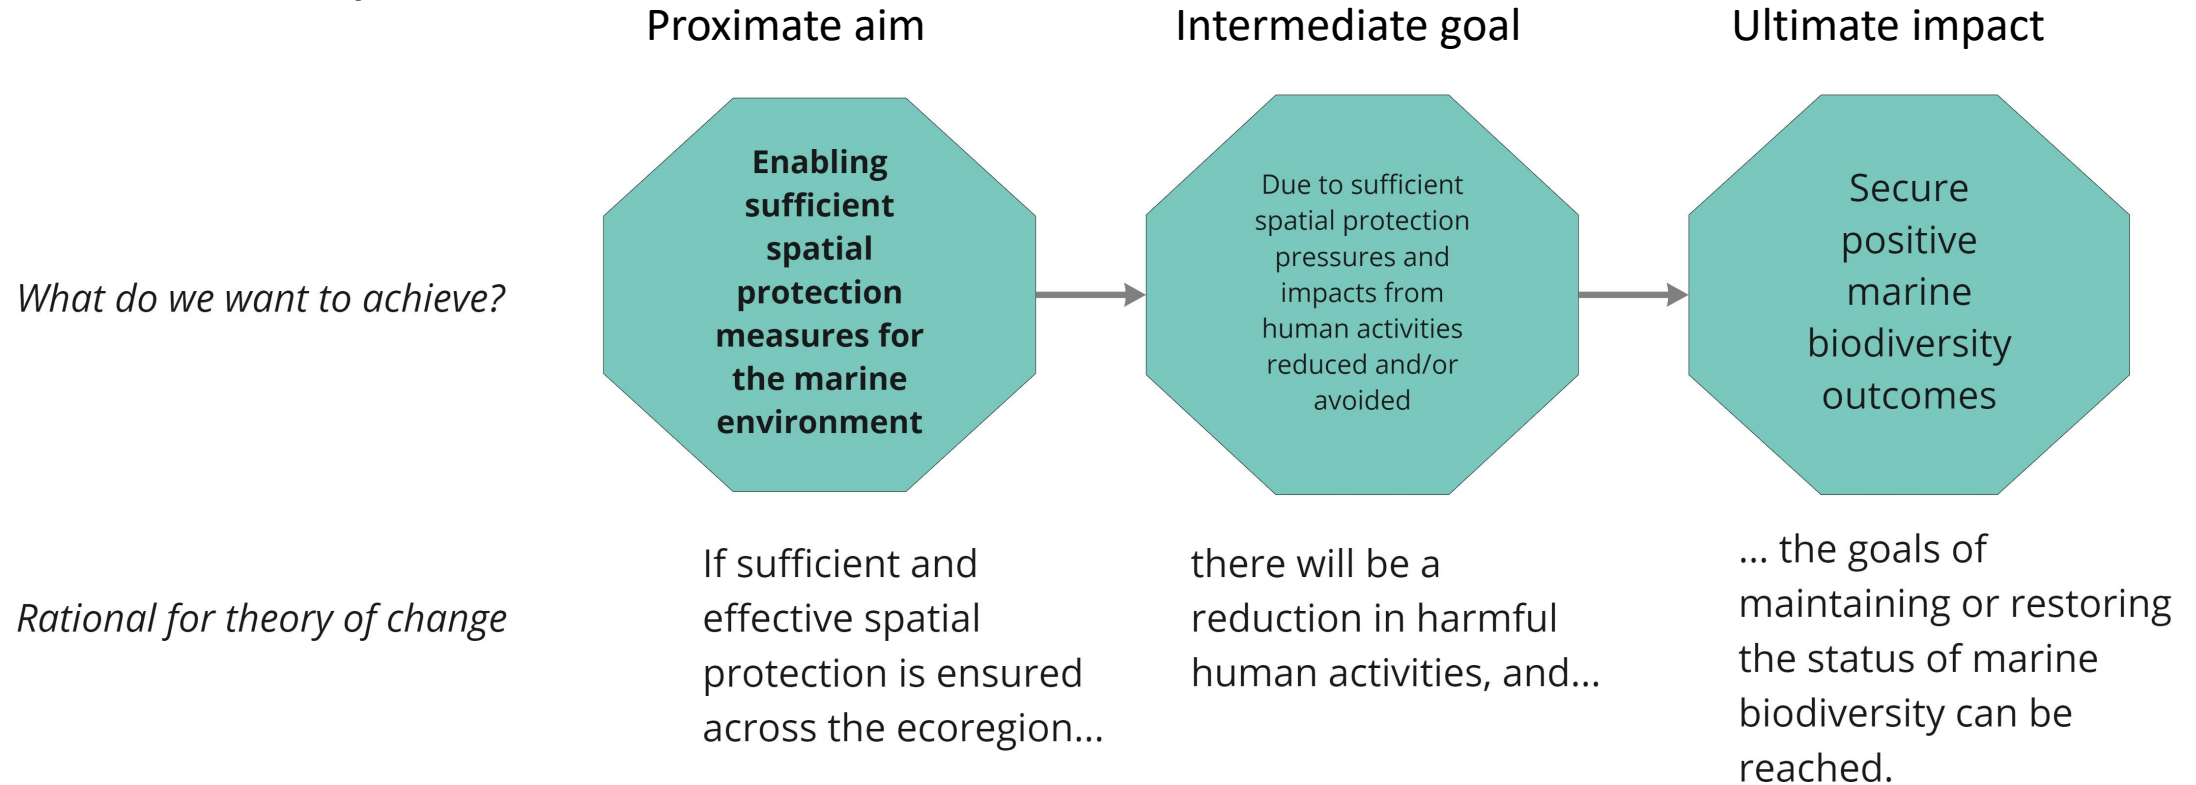 Proximate aim
Intermediate goal
Ultimate impact
What do we want to achieve?
Enabling
sufficient
spatial
protection
measures for
the marine
environment
Due to sufficient
spatial protection
pressures and
impacts from
human activities
reduced and/or
avoided
Secure
positive
marine
biodiversity
outcomes
Rational for theory of change
If sufficient and
effective spatial
protection is ensured
across the ecoregion...
there will be a
reduction in harmful
human activities, and...
... the goals of
maintaining or restoring
the status of marine
biodiversity can be
reached.